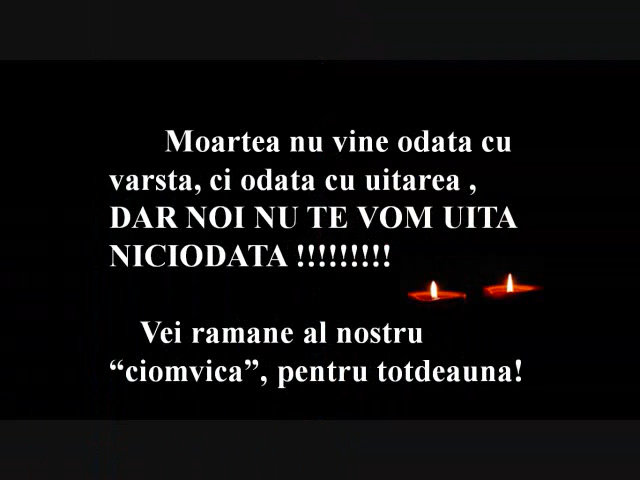 Moartea nu vine odata cu
varsta, ci odata cu uitarea ,
DAR NOI NU TE VOM UITA
NICIODATA !!!!!!!!!
Vei ramane al nostru
“ciomvica”, pentru totdeauna!